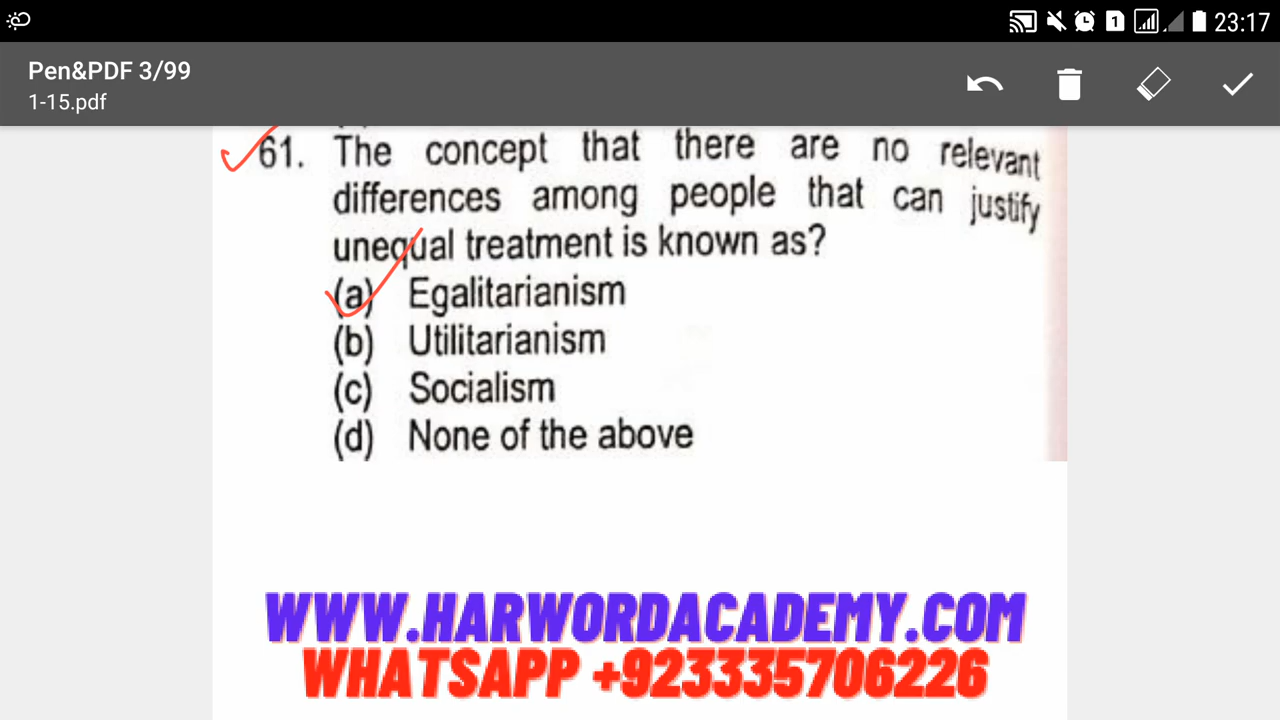 1 23:17
Pen&PDF 3/99
1-15.pdf
61. The concept that there are no relevant
differences among people that can justify
unequal treatment is known as?
(a) Egalitarianism
(b) Utilitarianism
(c) Socialism
(d) None of the above
WWW.HARWORDACADEMY.COM
WHATSAPP +923335706226